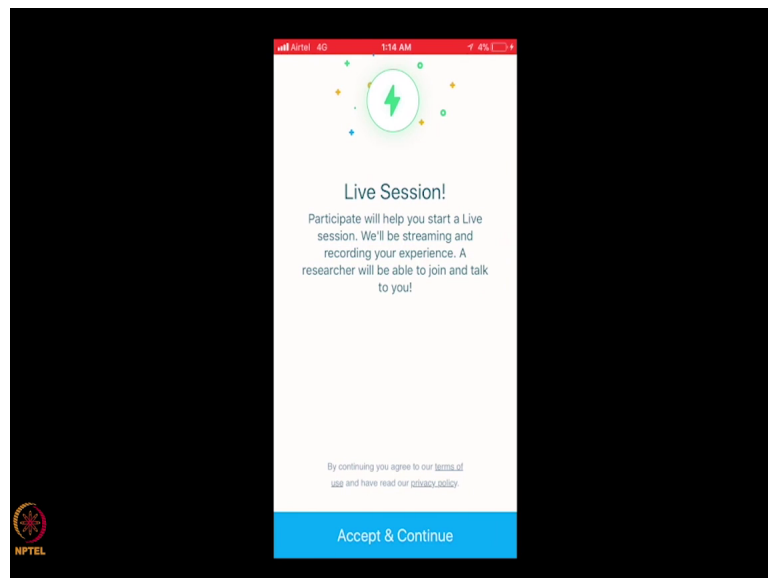 Airtel 4G 1:14 AM 4%
Live Session!
Participate will help you start a Live
session. We'll be streaming and
recording your experience. A
researcher will be able to join and talk
to you!
By continuing you agree to our terms of
use and have read our privacy policy.
Accept & Continue
NPTEL